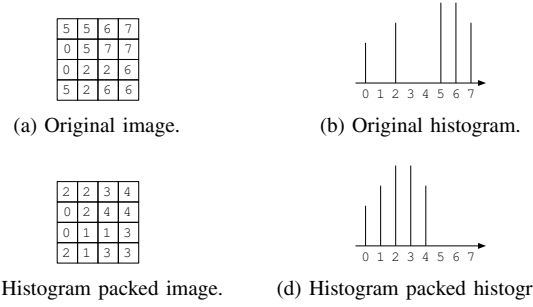 5 5 6 7
0 5 7 7
0 2 2 6
5 2 6 6
0 1 2 3 4 5 6 7
(a) Original image.
(b) Original histogram.
2 2 3 4
0 2 4 4
0 1 1 3
2 1 3 3
0 1 2 3 4 5 6 7
Histogram packed image.
(d) Histogram packed histogr